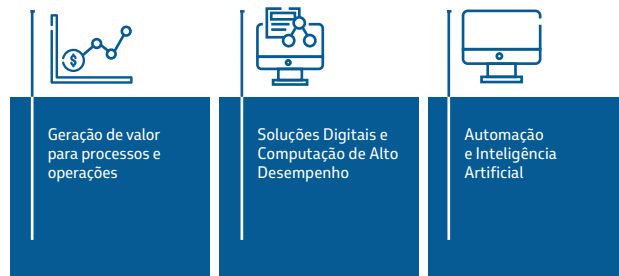 $
Geração de valor
para processos e
operações
Soluções Digitais e
Computação de Alto
Desempenho
Automação
e Inteligência
Artificial